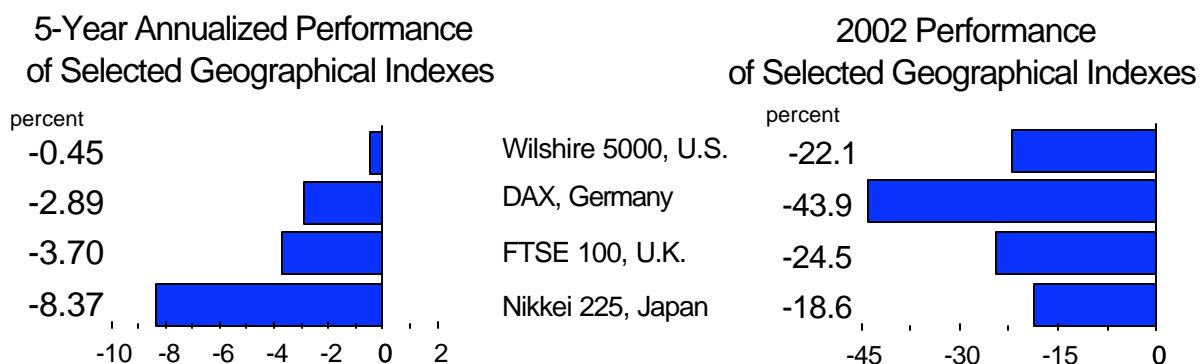 5-Year Annualized Performance
of Selected Geographical Indexes
percent
-0.45
-2.89
-3.70
-8.37
-10 -8 -6 -4 -2 0 2
Wilshire 5000, U.S.
DAX, Germany
FTSE 100, U.K.
Nikkei 225, Japan
2002 Performance
of Selected Geographical Indexes
percent
-22.1
-43.9
-24.5
-18.6
-45 -30 -15 0